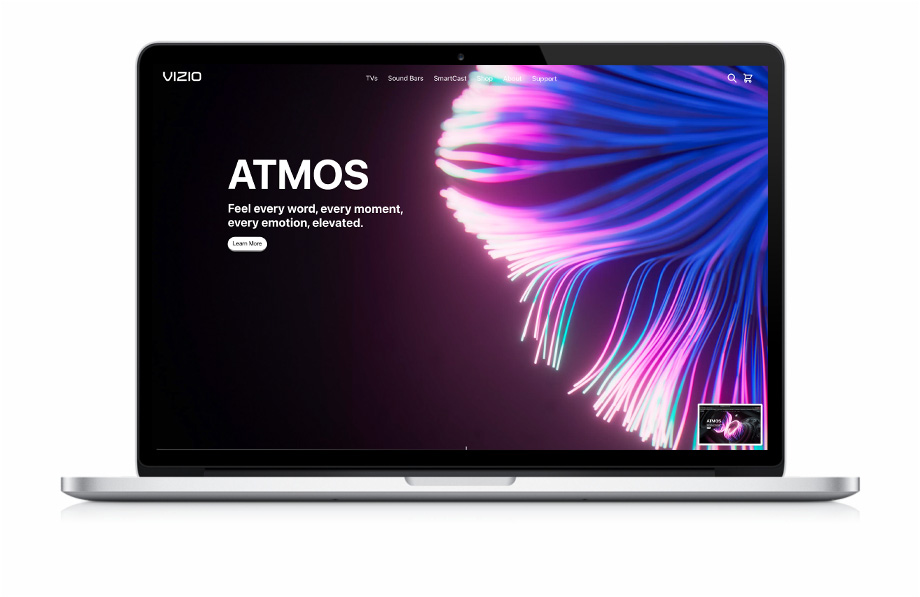 VIZIO
TVs Sound Bars SmartCast Shop About Support
ATMOS
Feel every word, every moment,
every emotion, elevated.
Learn More
ATMOS